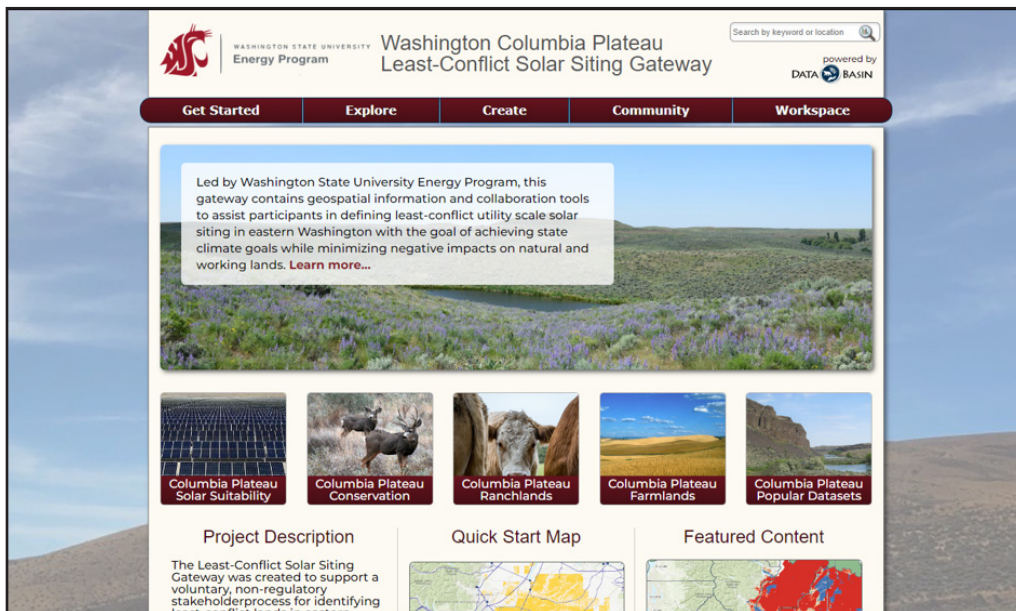 WASHINGTON STATE UNIVERSITY
Energy Program
Washington Columbia Plateau
Least-Conflict Solar Siting Gateway
Search by keyword or location
powered by
DATA BASIN
Get Started
Explore
Create
Community
Workspace
Led by Washington State University Energy Program, this
gateway contains geospatial information and collaboration tools
to assist participants in defining least-conflict utility scale solar
siting in eastern Washington with the goal of achieving state
climate goals while minimizing negative impacts on natural and
working lands. Learn more...
Columbia Plateau
Solar Suitability
Columbia Plateau
Conservation
Columbia Plateau
Ranchlands
Columbia Plateau
Farmlands
Columbia Plateau
Popular Datasets
Project Description
The Least-Conflict Solar Siting
Gateway was created to support a
voluntary, non-regulatory
stakeholderprocess for identifying
Quick Start Map
Featured Content